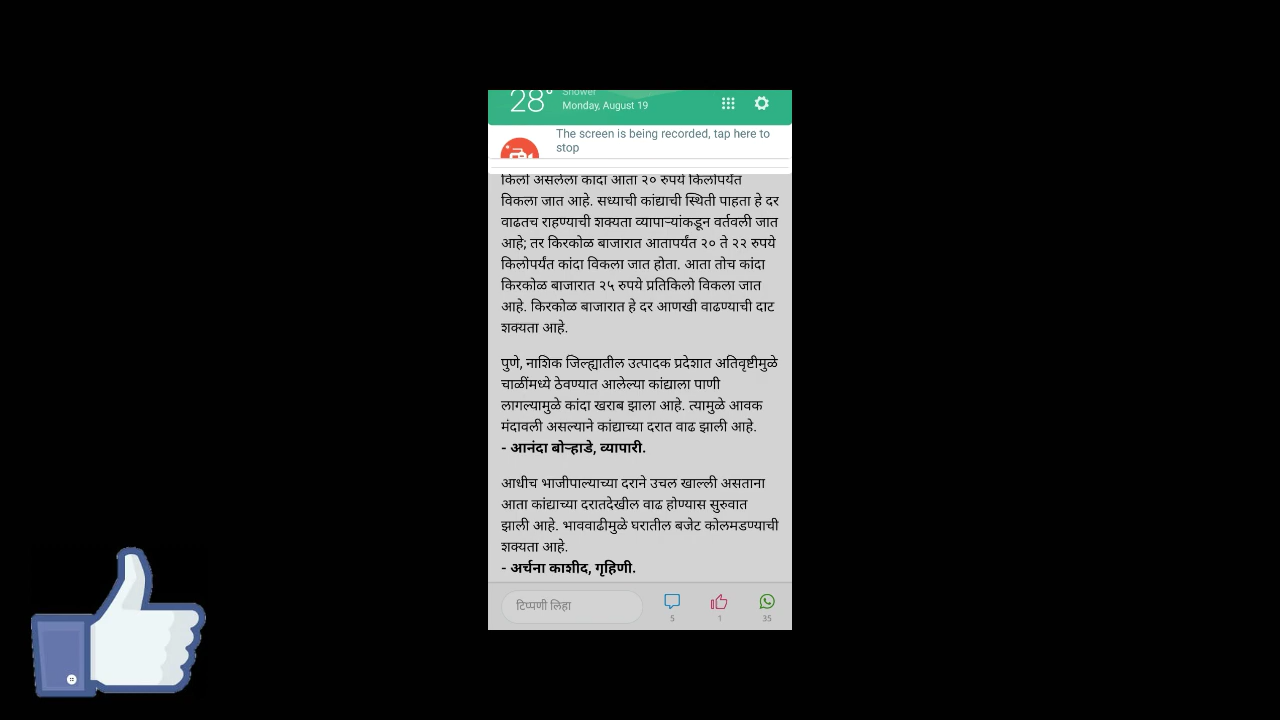 28°
Shower
Monday, August 19
The screen is being recorded, tap here to
stop
किलो असलेला कांदा आता २० रुपये किलोपर्यंत
विकला जात आहे. सध्याची कांद्याची स्थिती पाहता हे दर
वाढतच राहण्याची शक्यता व्यापाऱ्यांकडून वर्तवली जात
आहे; तर किरकोळ बाजारात आतापर्यंत २० ते २२ रुपये
किलोपर्यंत कांदा विकला जात होता. आता तोच कांदा
किरकोळ बाजारात २५ रुपये प्रतिकिलो विकला जात
आहे. किरकोळ बाजारात हे दर आणखी वाढण्याची दाट
शक्यता आहे.
पुणे, नाशिक जिल्ह्यातील उत्पादक प्रदेशात अतिवृष्टीमुळे
चाळींमध्ये ठेवण्यात आलेल्या कांद्याला पाणी
लागल्यामुळे कांदा खराब झाला आहे. त्यामुळे आवक
मंदावली असल्याने कांद्याच्या दरात वाढ झाली आहे.
- आनंदा बोऱ्हाडे, व्यापारी.
आधीच भाजीपाल्याच्या दराने उचल खाल्ली असताना
आता कांद्याच्या दरातदेखील वाढ होण्यास सुरुवात
झाली आहे. भाववाढीमुळे घरातील बजेट कोलमडण्याची
शक्यता आहे.
- अर्चना काशीद, गृहिणी.
टिप्पणी लिहा
5
1
35